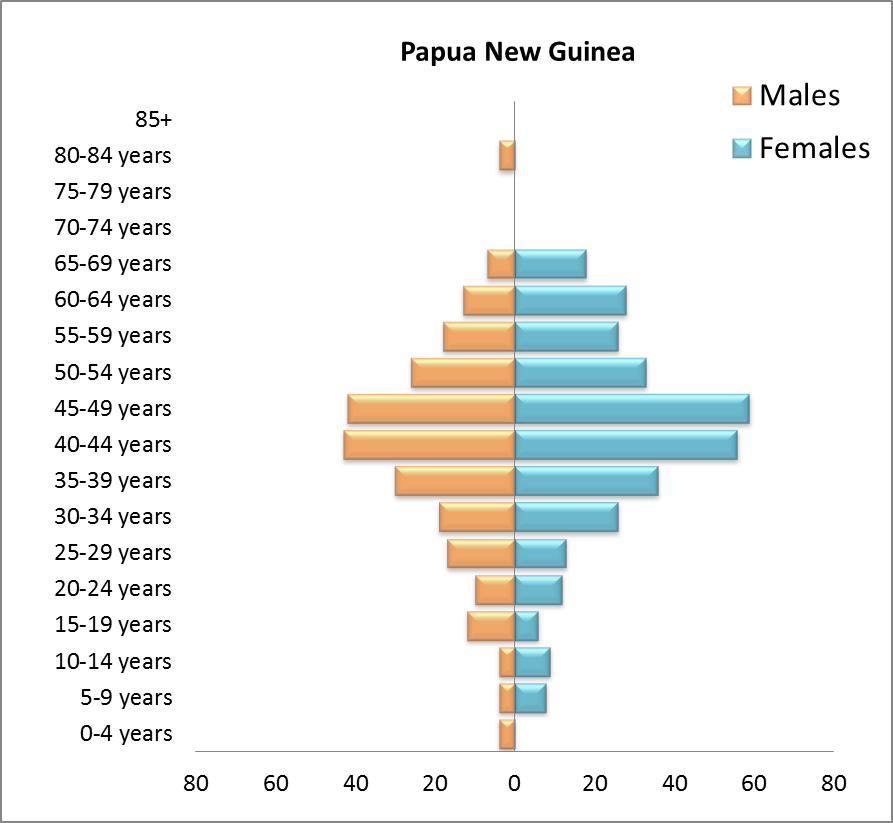 Papua New Guinea
Males
Females
85+
80-84 years
75-79 years
70-74 years
65-69 years
60-64 years
55-59 years
50-54 years
45-49 years
40-44 years
35-39 years
30-34 years
25-29 years
20-24 years
15-19 years
10-14 years
5-9 years
0-4 years
80 60 40 20 0 20 40 60 80